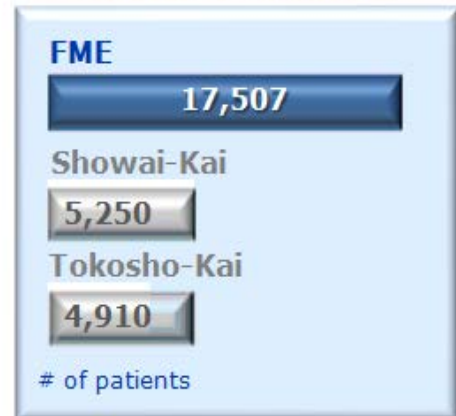 FME
17,507
Showai-Kai
5,250
Tokosho-Kai
4,910
# of patients